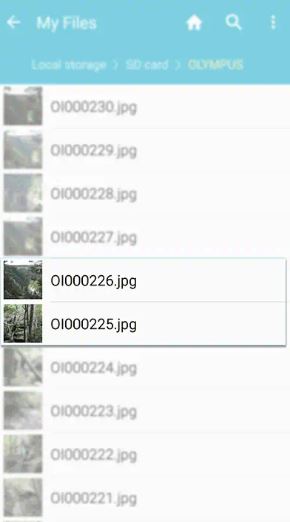 My Files
Local storage > SD card > OLYMPUS
OI000230.jpg
OI000229.jpg
OI000228.jpg
OI000227.jpg
OI000226.jpg
OI000225.jpg
OI000224.jpg
OI000223.jpg
OI000222.jpg
OI000221.jpg